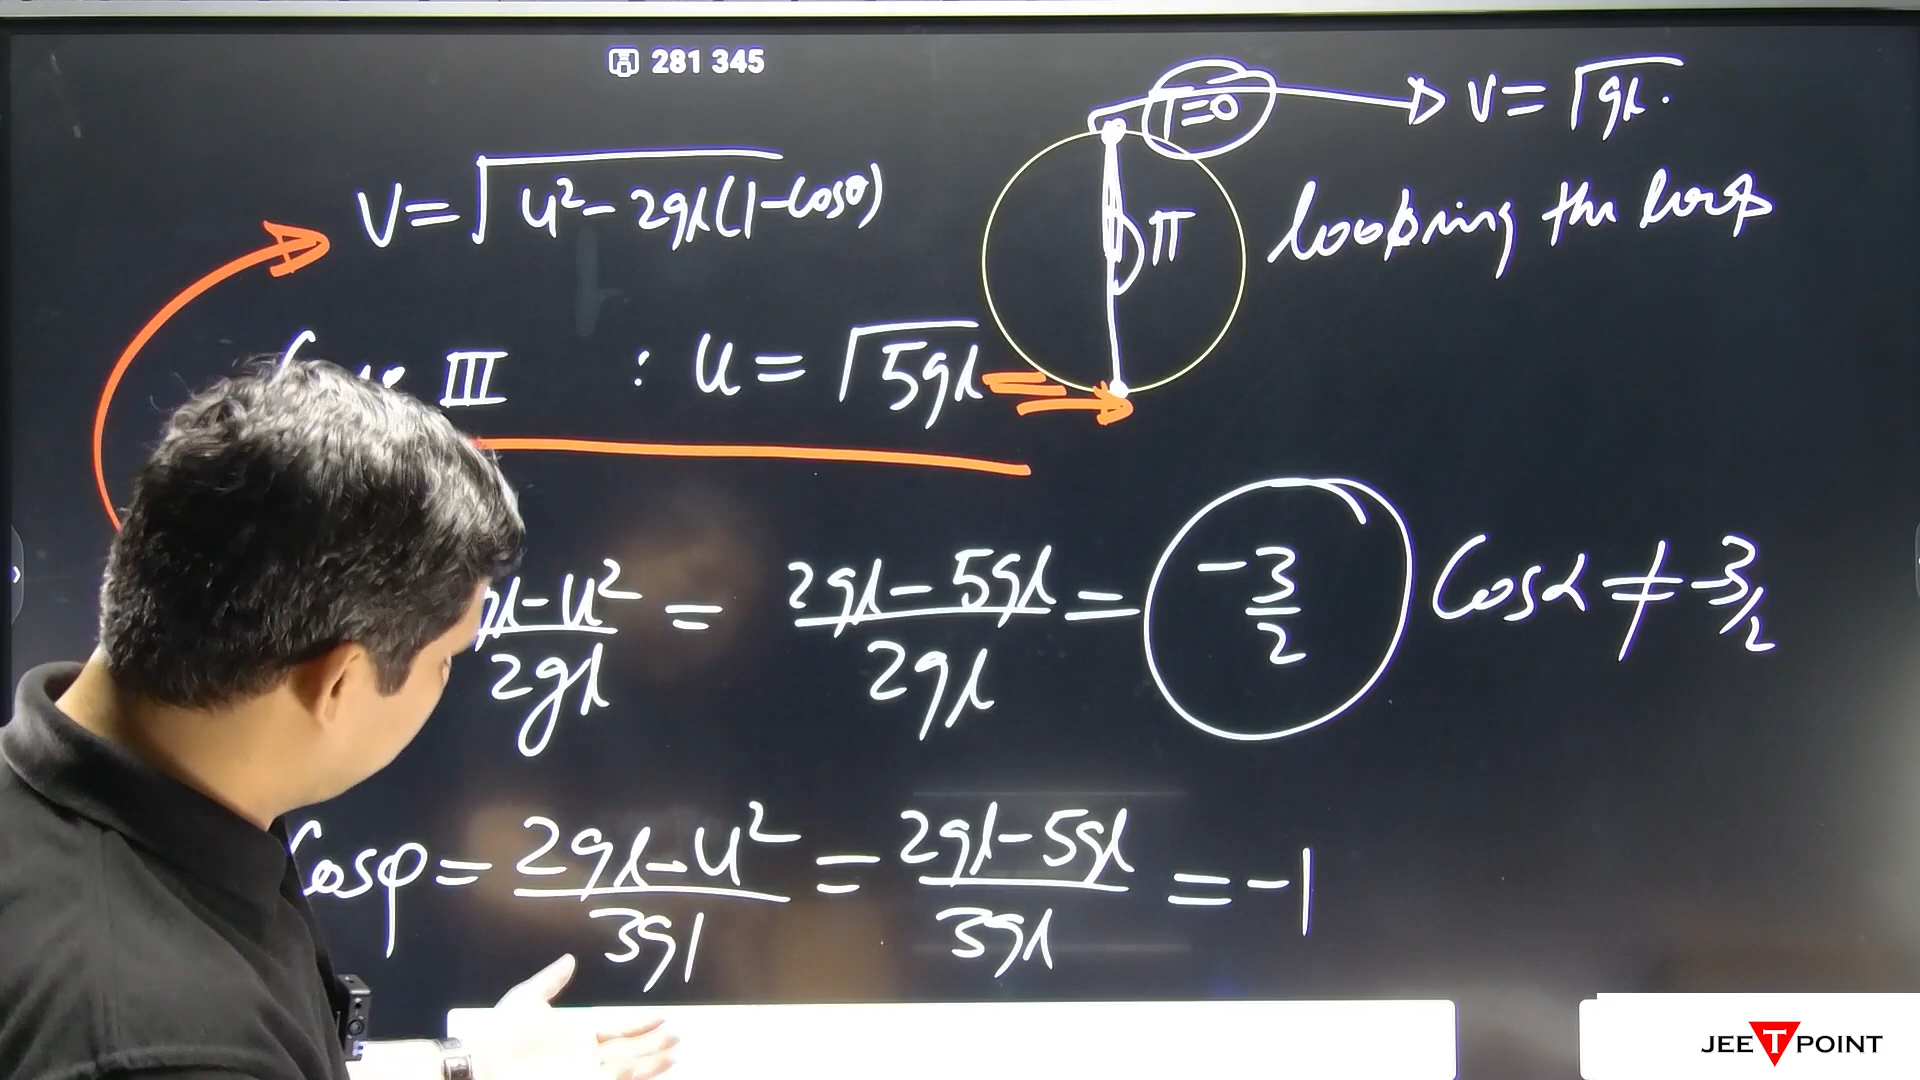 281 345
T=0
V=√gl.
V=√u²-2gl(1-cosθ)
π
looping the loop
III : u=√5gl
l-u²/2gl = 2gl-5gl/2gl = -3/2 Cosα≠-3/2
Cosφ=2gl-u²/3gl=2gl-5gl/3gl=-1
JEE T POINT